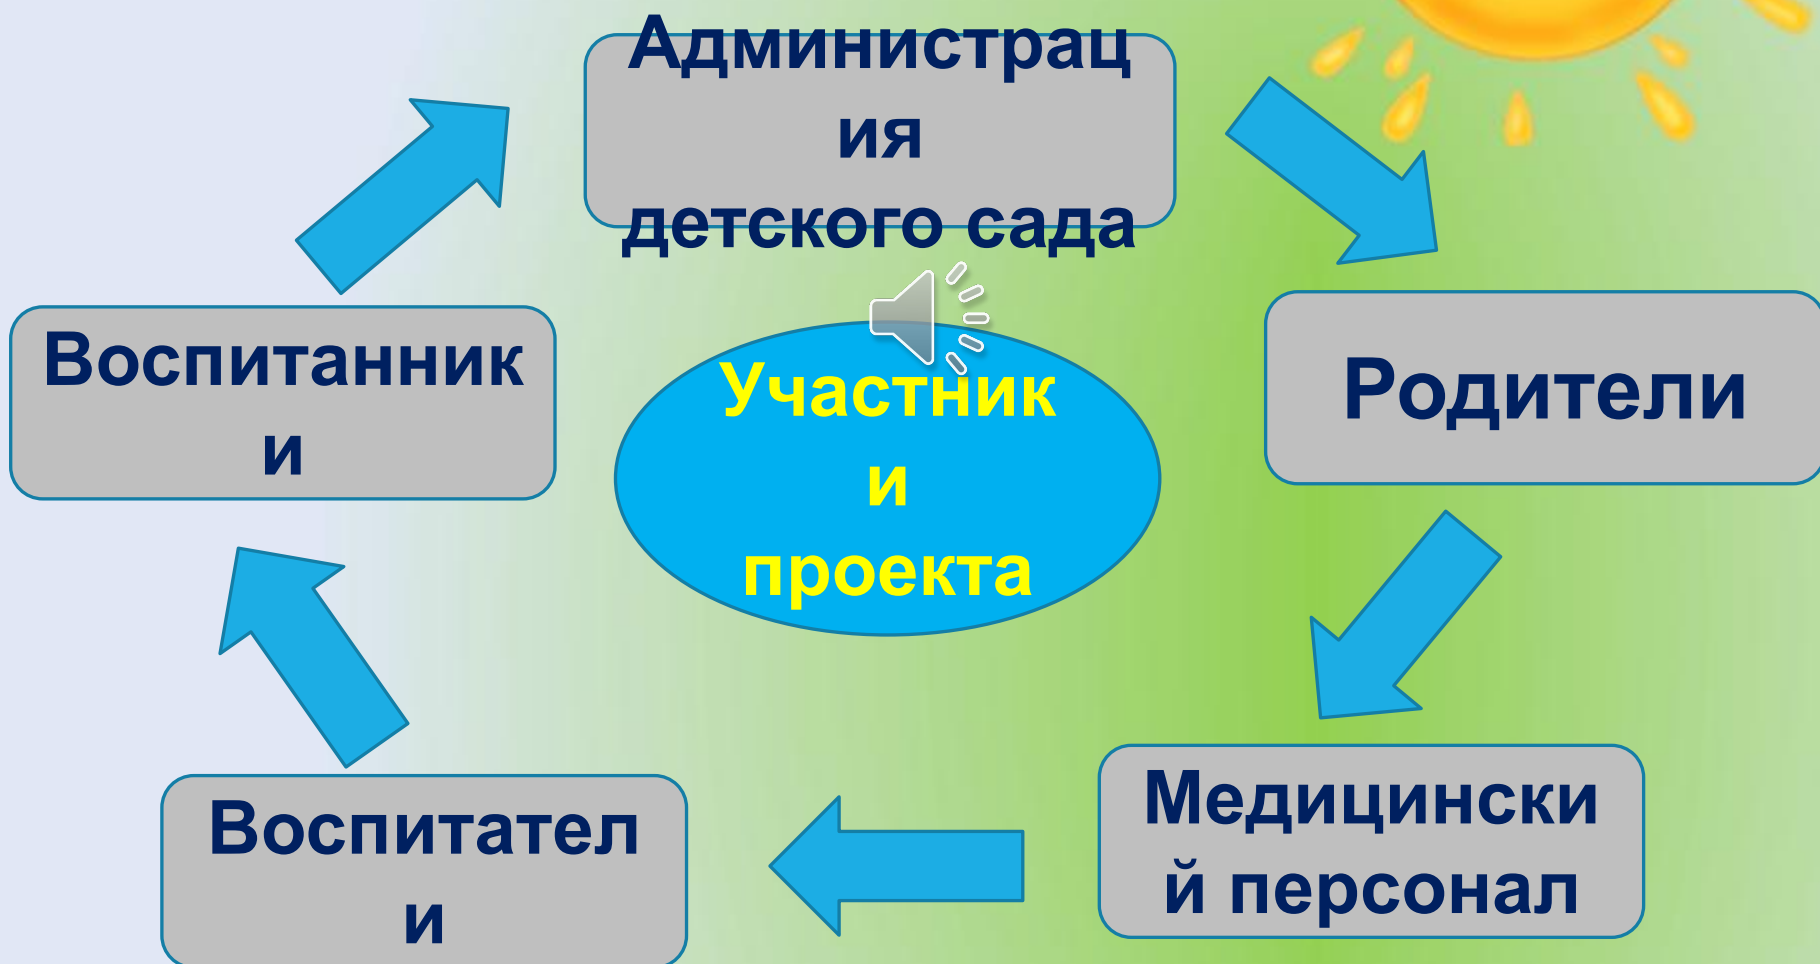 Администрац
ия
детского сада
Воспитанник
и
Участник
и
проекта
Родители
Воспитател
и
Медицински
й персонал